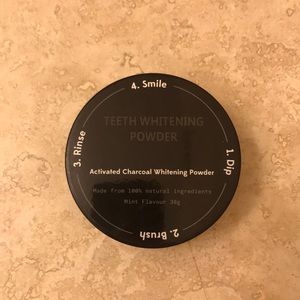 4. Smile
TEETH WHITENING
POWDER
3. Rinse
1. Dip
Activated Charcoal Whitening Powder
Made from 100% natural ingredients
Mint Flavour 30g
2. Brush